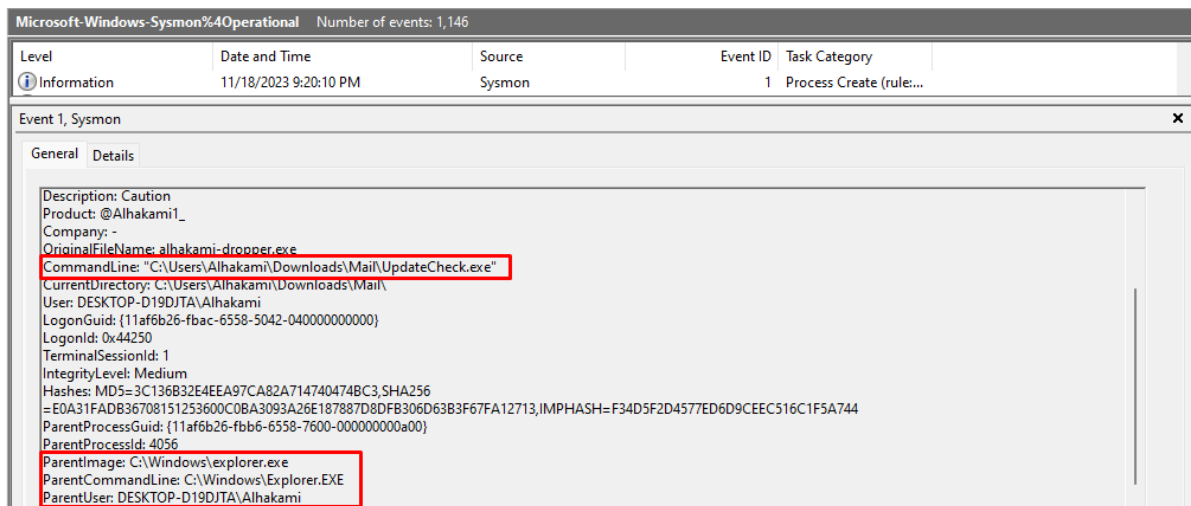 Microsoft-Windows-Sysmon%4Operational Number of events: 1,146
Level Date and Time Source Event ID Task Category
Information 11/18/2023 9:20:10 PM Sysmon 1 Process Create (rule:...
Event 1, Sysmon
General Details
Description: Caution
Product: @Alhakami1_
Company: -
OriginalFileName: alhakami-dropper.exe
CommandLine: "C:\Users\Alhakami\Downloads\Mail\UpdateCheck.exe"
CurrentDirectory: C:\Users\Alhakami\Downloads\Mail\
User: DESKTOP-D19DJTA\Alhakami
LogonGuid: {11af6b26-fbac-6558-5042-040000000000}
LogonId: 0x44250
TerminalSessionId: 1
IntegrityLevel: Medium
Hashes: MD5=3C136B32E4EEA97CA82A714740474BC3,SHA256
=E0A31FADB36708151253600C0BA3093A26E187887D8DFB306D63B3F67FA12713,IMPHASH=F34D5F2D4577ED6D9CEEC516C1F5A744
ParentProcessGuid: {11af6b26-fbb6-6558-7600-000000000a00}
ParentProcessId: 4056
ParentImage: C:\Windows\explorer.exe
ParentCommandLine: C:\Windows\Explorer.EXE
ParentUser: DESKTOP-D19DJTA\Alhakami